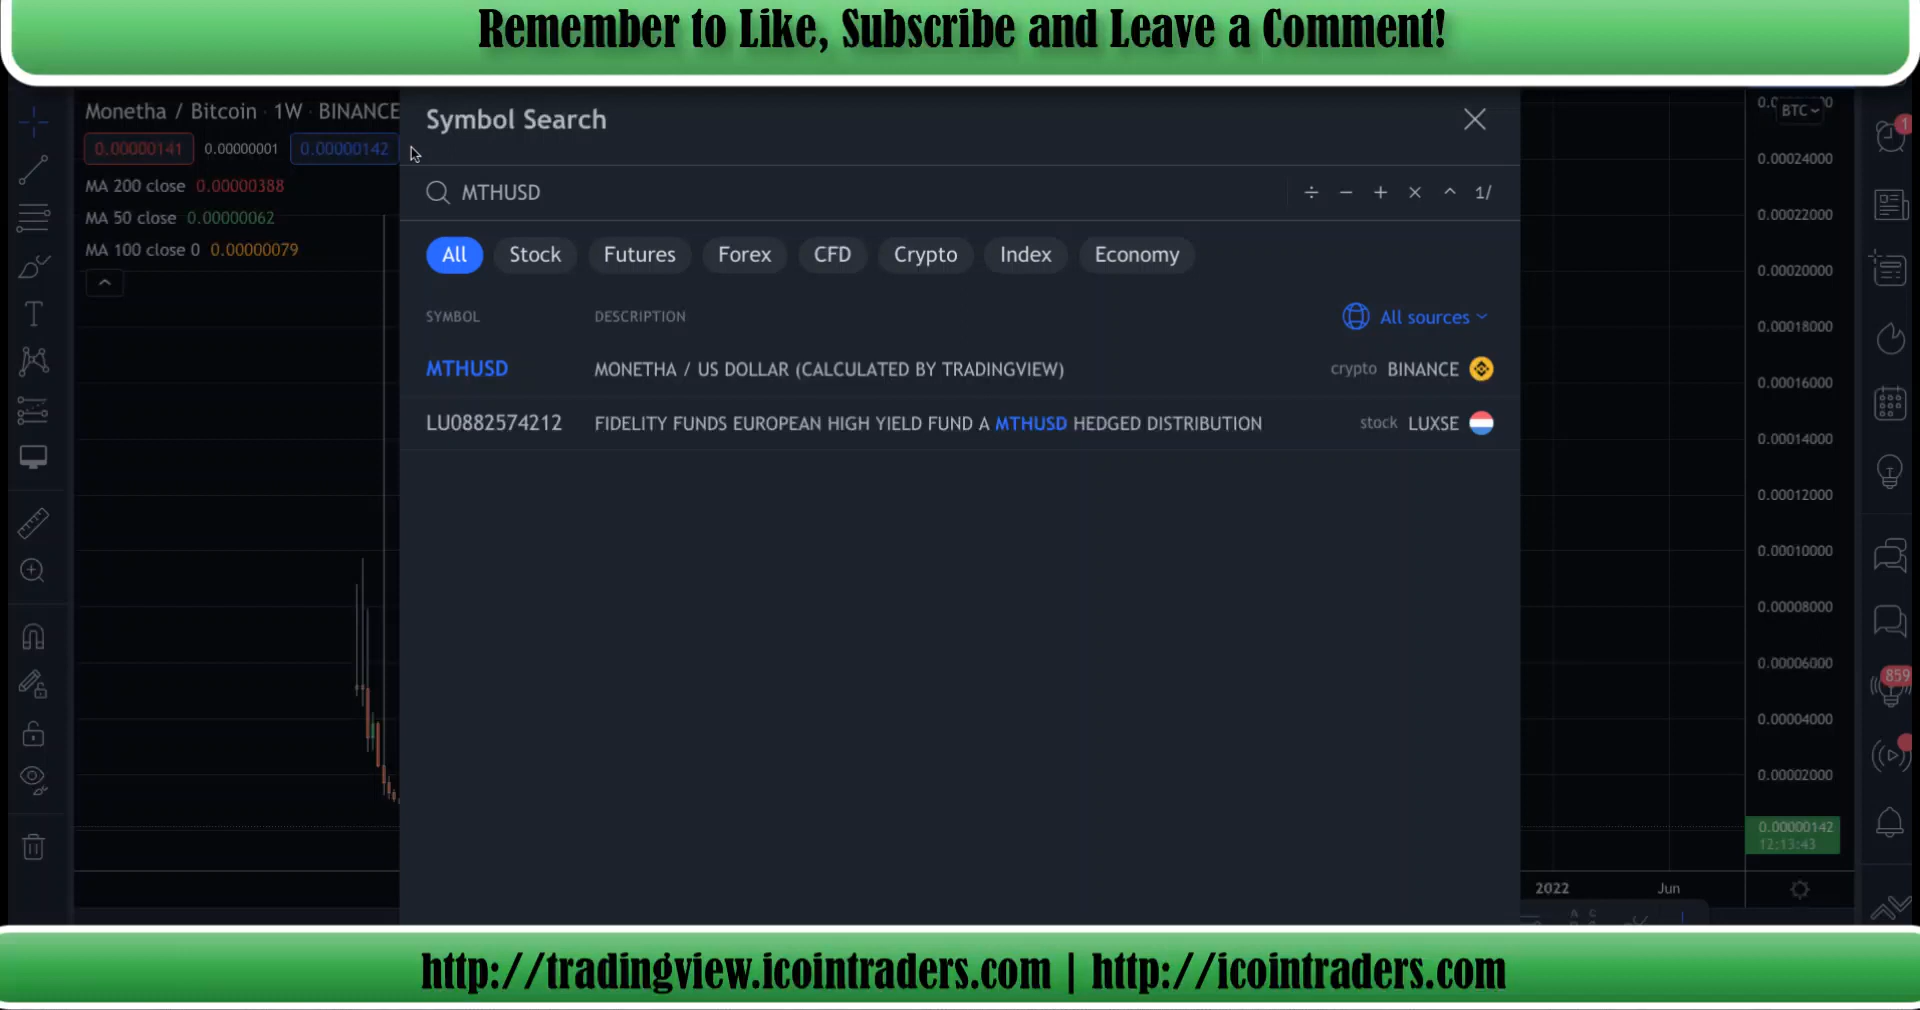 Remember to Like, Subscribe and Leave a Comment!
Monetha / Bitcoin · 1W · BINANCE
0.00000141 0.00000001 0.00000142
MA 200 close 0.00000388
MA 50 close 0.00000062
MA 100 close 0 0.00000079
Symbol Search
MTHUSD
÷ − + × ^ 1/
All Stock Futures Forex CFD Crypto Index Economy
SYMBOL DESCRIPTION All sources
MTHUSD MONETHA / US DOLLAR (CALCULATED BY TRADINGVIEW) crypto BINANCE
LU0882574212 FIDELITY FUNDS EUROPEAN HIGH YIELD FUND A MTHUSD HEDGED DISTRIBUTION stock LUXSE
BTC
0.00024000
0.00022000
0.00020000
0.00018000
0.00016000
0.00014000
0.00012000
0.00010000
0.00008000
0.00006000
0.00004000
0.00002000
0.00000142
12:13:43
2022 Jun
1
859
http://tradingview.icointraders.com | http://icointraders.com